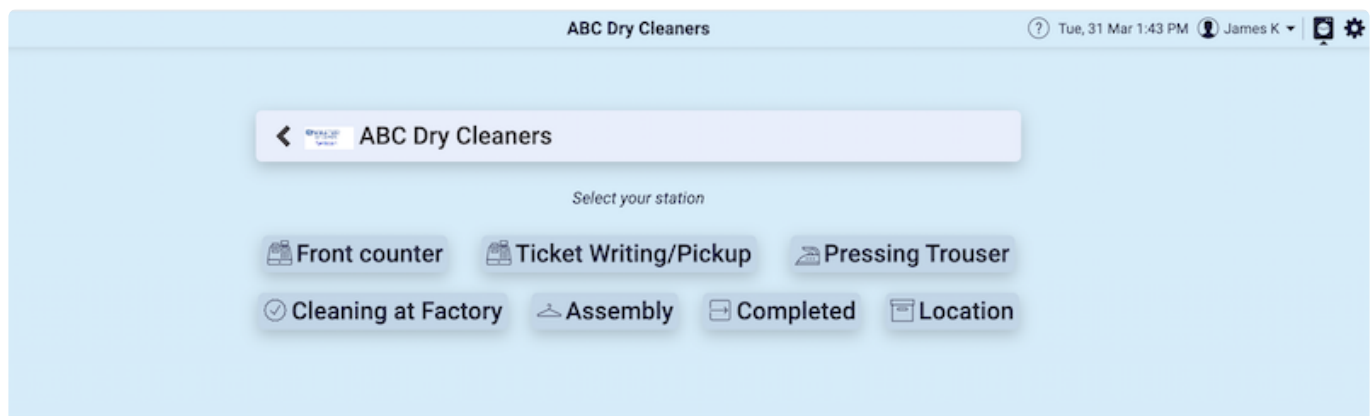 ABC Dry Cleaners
? Tue, 31 Mar 1:43 PM James K
ABC Dry Cleaners
Select your station
Front counter Ticket Writing/Pickup Pressing Trouser
Cleaning at Factory Assembly Completed Location